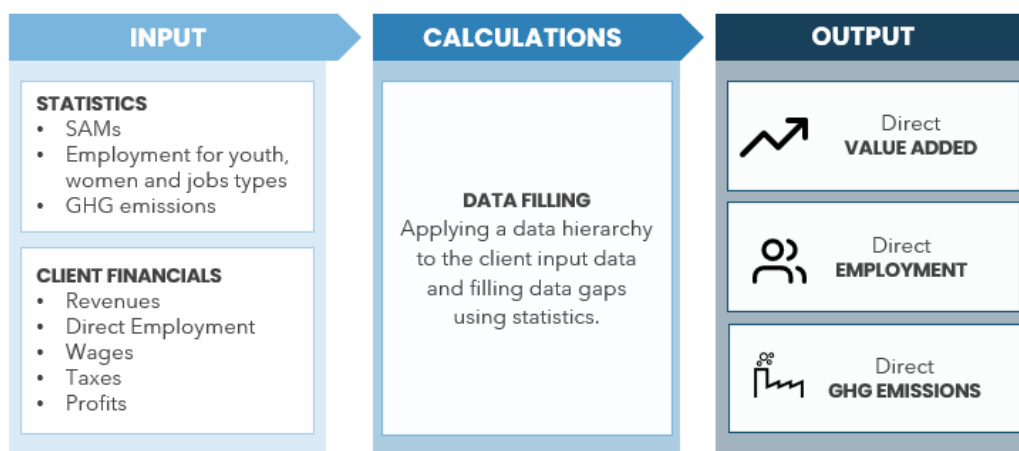 INPUT
STATISTICS
• SAMs
• Employment for youth,
women and jobs types
• GHG emissions
CLIENT FINANCIALS
• Revenues
• Direct Employment
• Wages
• Taxes
• Profits
CALCULATIONS
DATA FILLING
Applying a data hierarchy
to the client input data
and filling data gaps
using statistics.
OUTPUT
Direct
VALUE ADDED
Direct
EMPLOYMENT
Direct
GHG EMISSIONS